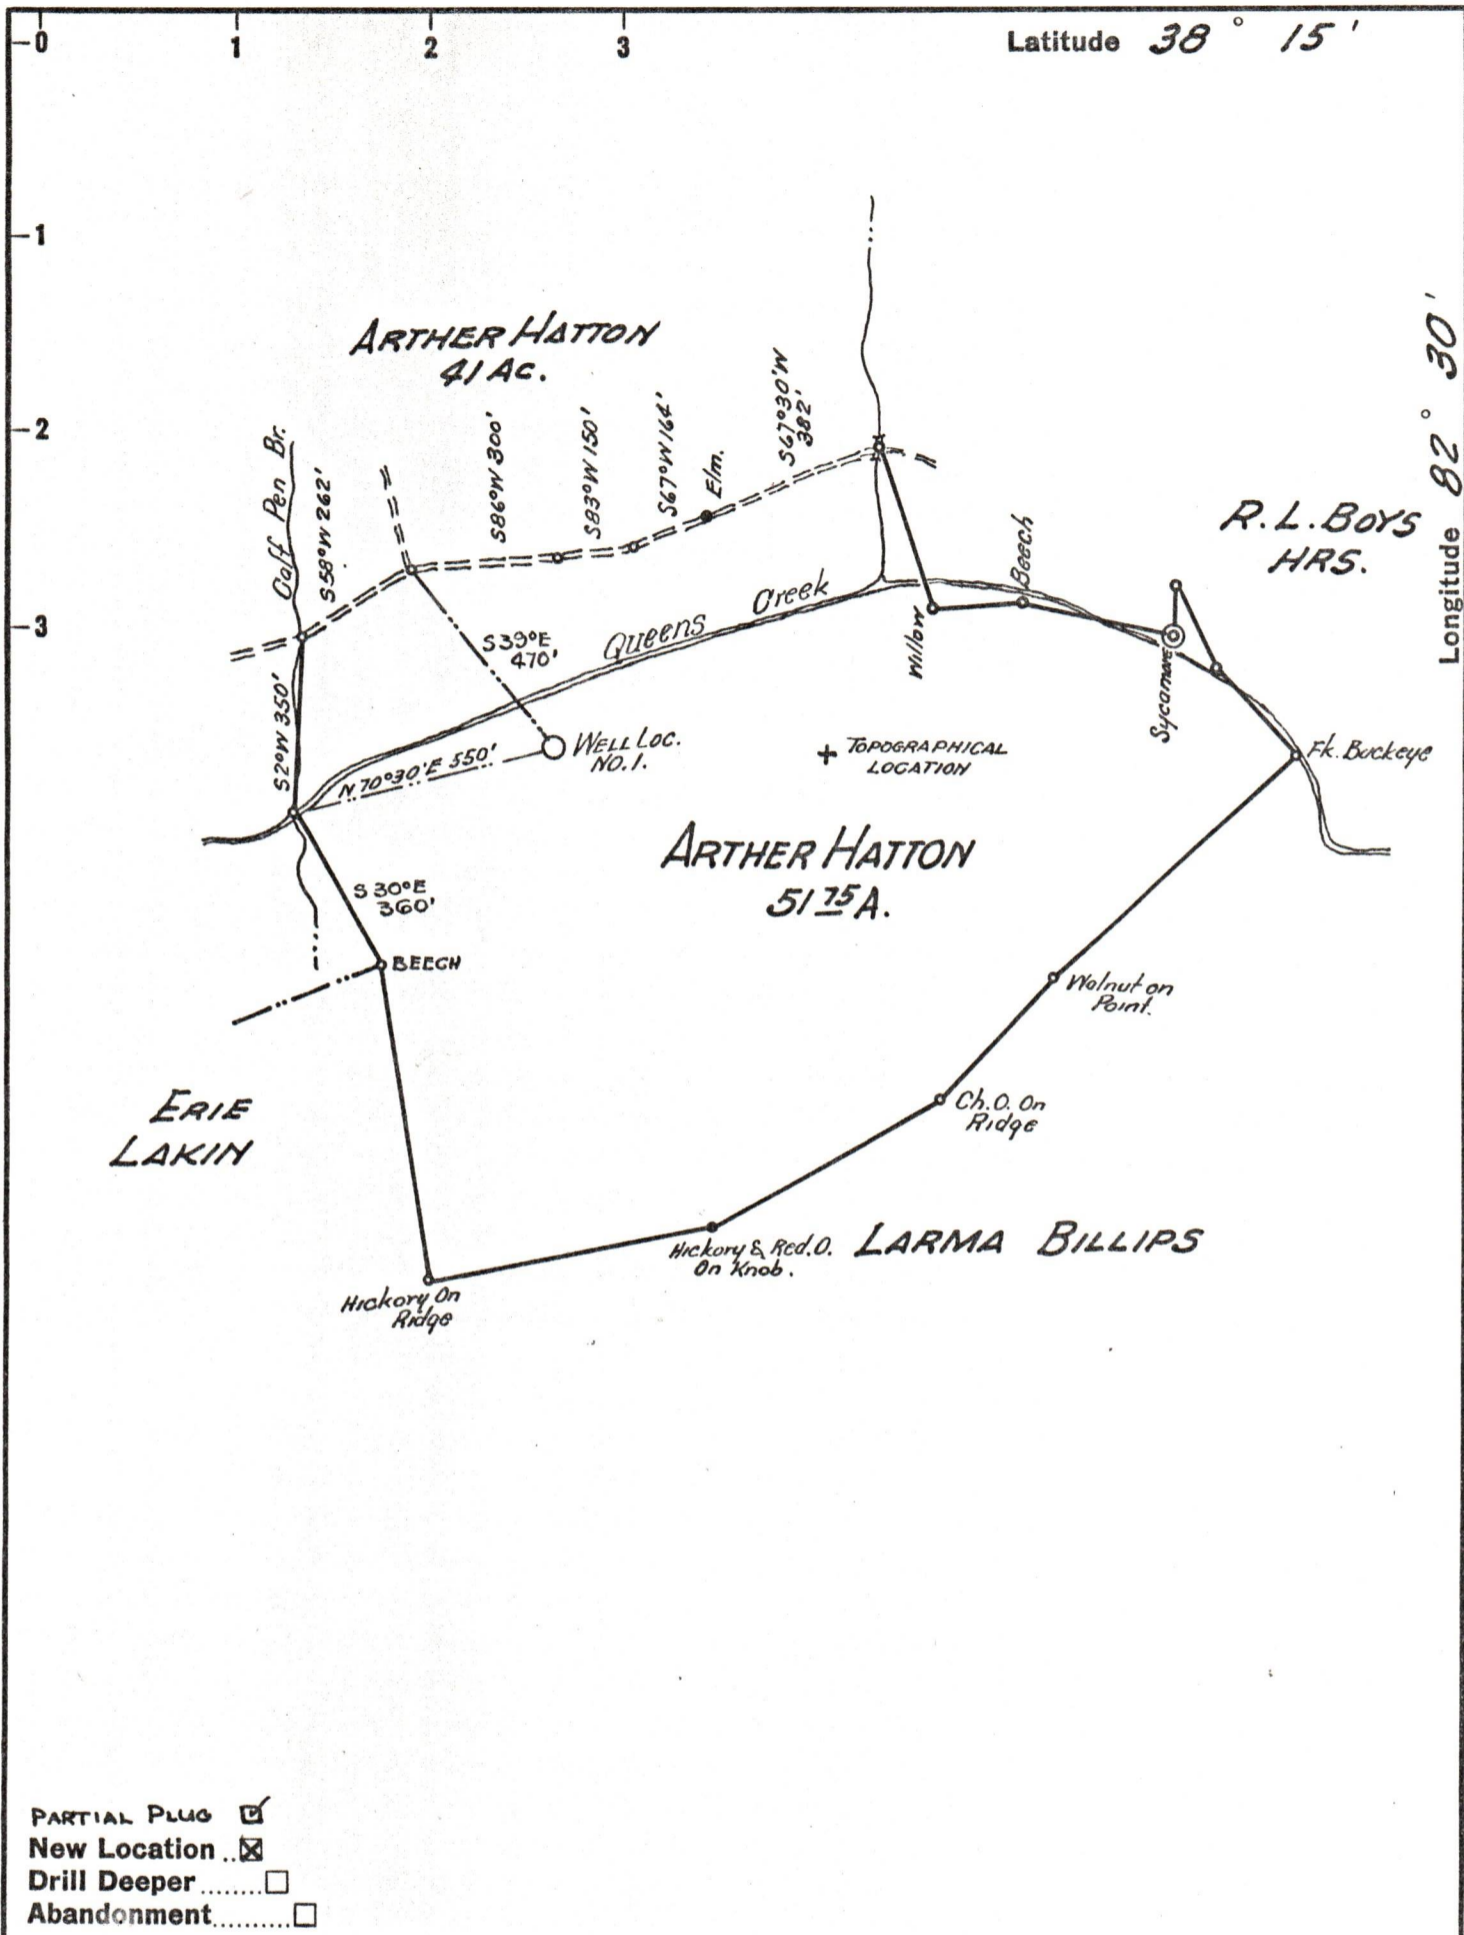 0 1 2 3 Latitude 38° 15'
1
2
3
Longitude 82° 30'
ARTHER HATTON
41 AC.
Calf Pen Br.
S58°W 262'
S86°W 300'
S83°W 150'
S67°W 164'
Elm.
S67°30'W
382'
R.L. BOYS
HRS.
Queens Creek
Willow
Beech
Sycamore
Fk. Buckeye
S39°E
470'
S2°W 350'
N 70°30'E 550'
WELL LOC.
NO. 1.
TOPOGRAPHICAL
LOCATION
ARTHER HATTON
51 75 A.
S 30°E
360'
BEECH
Walnut on
Point.
Ch.O. On
Ridge
ERIE
LAKIN
Hickory & Red.O.
On Knob.
LARMA BILLIPS
Hickory On
Ridge
PARTIAL PLUG ☑
New Location ..☒
Drill Deeper ........☐
Abandonment..........☐